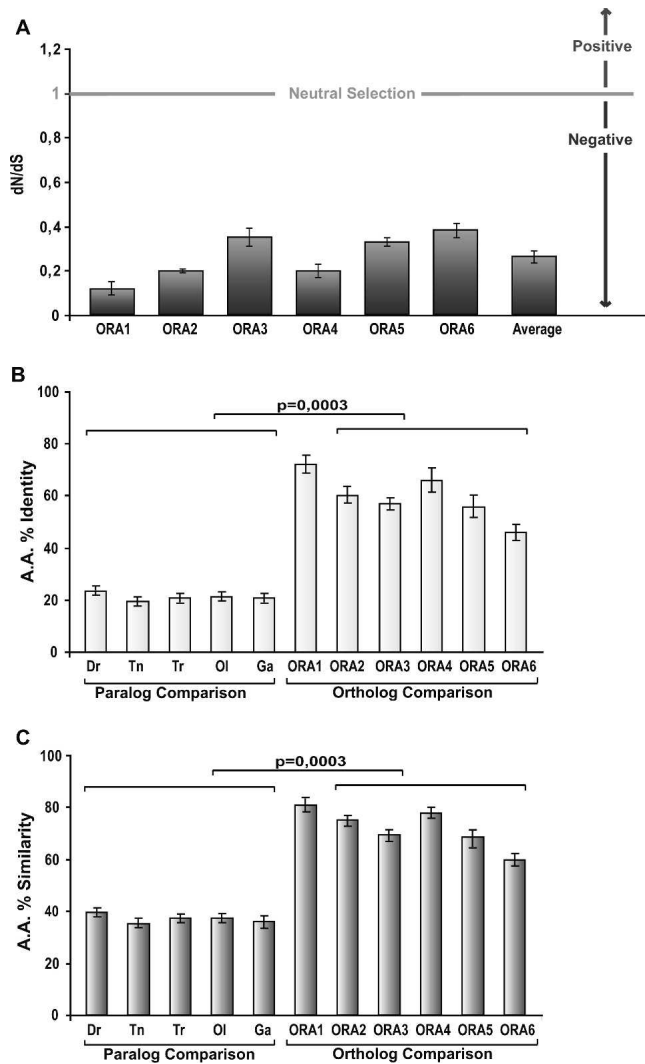 A
Positive
1,2
1
Neutral Selection
Negative
0,8
0,6
0,4
0,2
0
dN/dS
ORA1 ORA2 ORA3 ORA4 ORA5 ORA6 Average
B
100
p=0,0003
80
60
40
20
0
A.A. % Identity
Dr Tn Tr Ol Ga ORA1 ORA2 ORA3 ORA4 ORA5 ORA6
Paralog Comparison Ortholog Comparison
C
100
p=0,0003
80
60
40
20
0
A.A. % Similarity
Dr Tn Tr Ol Ga ORA1 ORA2 ORA3 ORA4 ORA5 ORA6
Paralog Comparison Ortholog Comparison